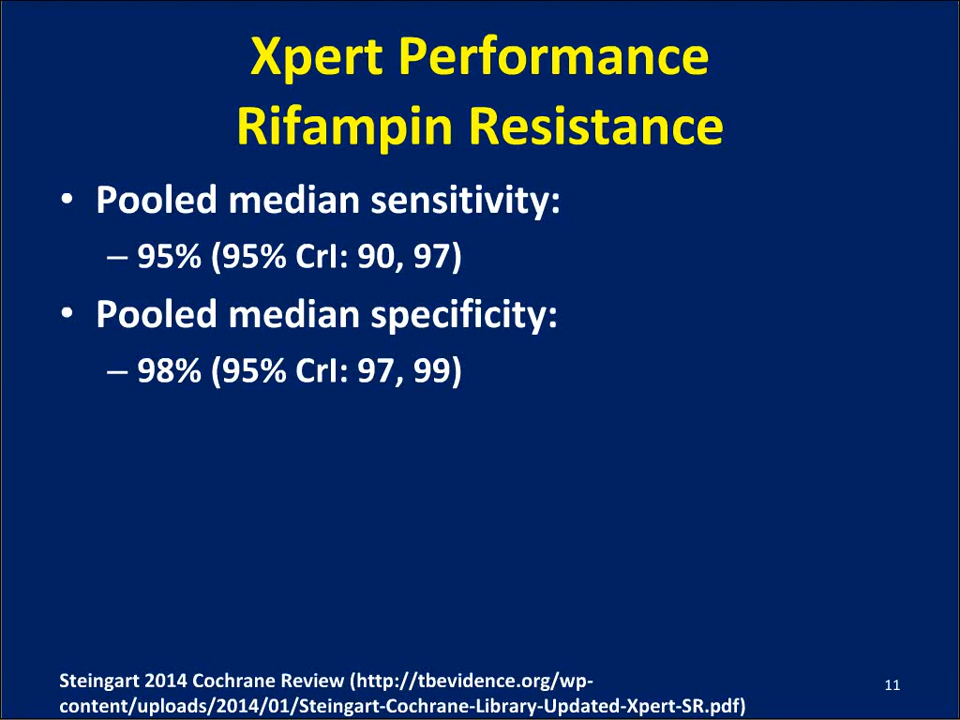 Xpert Performance
Rifampin Resistance
• Pooled median sensitivity:
– 95% (95% CrI: 90, 97)
• Pooled median specificity:
– 98% (95% CrI: 97, 99)
Steingart 2014 Cochrane Review (http://tbevidence.org/wp-
content/uploads/2014/01/Steingart-Cochrane-Library-Updated-Xpert-SR.pdf)
11